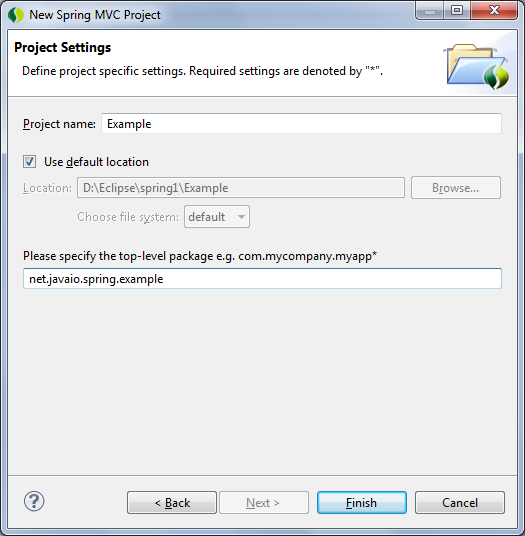 New Spring MVC Project
Project Settings
Define project specific settings. Required settings are denoted by "*".
Project name: Example
Use default location
Location: D:\Eclipse\spring1\Example Browse...
Choose file system: default
Please specify the top-level package e.g. com.mycompany.myapp*
net.javaio.spring.example
? < Back Next > Finish Cancel